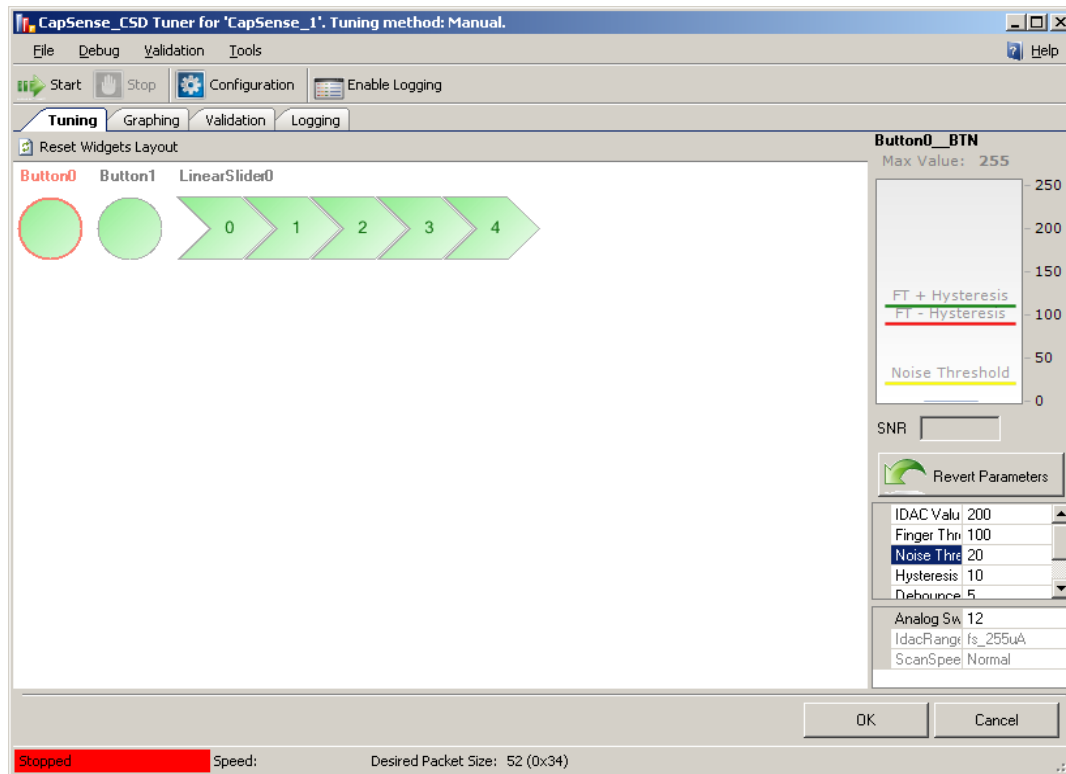 CapSense_CSD Tuner for 'CapSense_1'. Tuning method: Manual.
File Debug Validation Tools Help
Start Stop Configuration Enable Logging
Tuning Graphing Validation Logging
Reset Widgets Layout
Button0__BTN
Max Value: 255
Button0 Button1 LinearSlider0
0 1 2 3 4
250
200
150
FT + Hysteresis
FT - Hysteresis
100
50
Noise Threshold
0
SNR
Revert Parameters
IDAC Valu 200
Finger Thr 100
Noise Thre 20
Hysteresis 10
Debounce 5
Analog Sw 12
IdacRange fs_255uA
ScanSpee Normal
OK Cancel
Stopped Speed: Desired Packet Size: 52 (0x34)